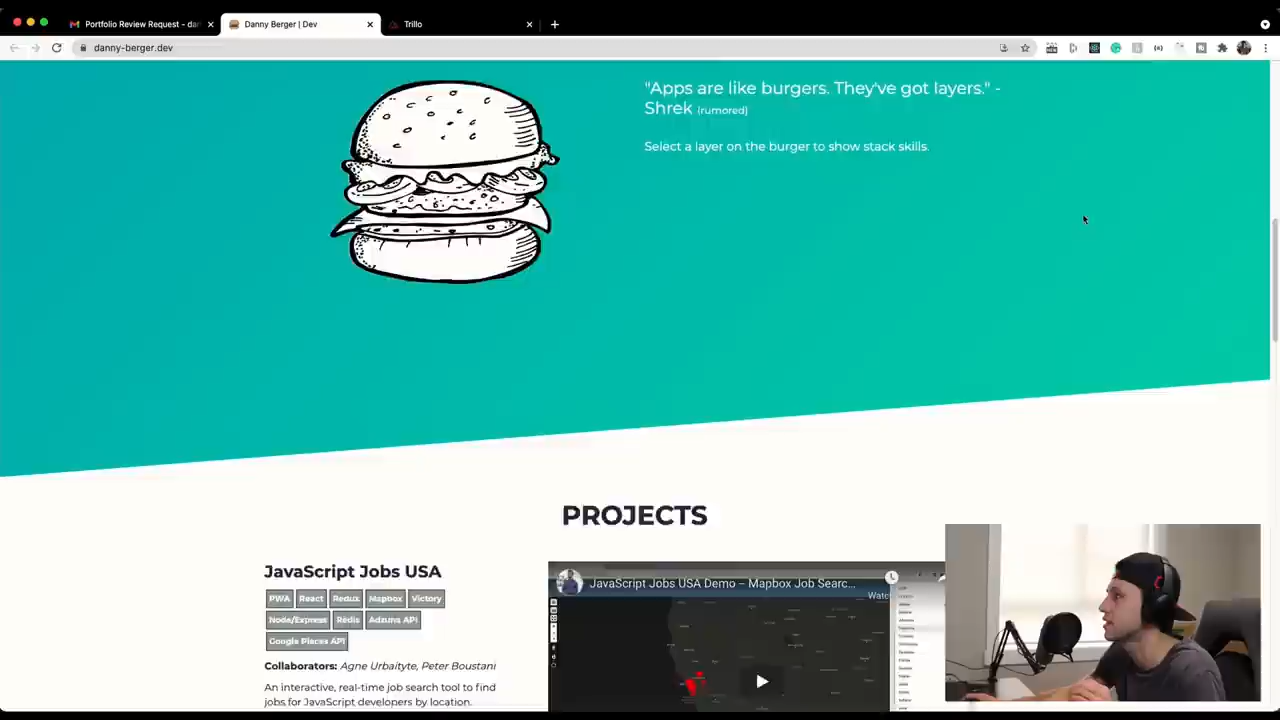 Portfolio Review Request - dan
Danny Berger | Dev
Trillo
danny-berger.dev
"Apps are like burgers. They've got layers." -
Shrek (rumored)
Select a layer on the burger to show stack skills.
PROJECTS
JavaScript Jobs USA
PWA React Redux Mapbox Victory
Node/Express Redis Adzuna API
Google Places API
Collaborators: Agne Urbaityte, Peter Boustani
An interactive, real-time job search tool to find
jobs for JavaScript developers by location.
JavaScript Jobs USA Demo – Mapbox Job Searc...
Watc